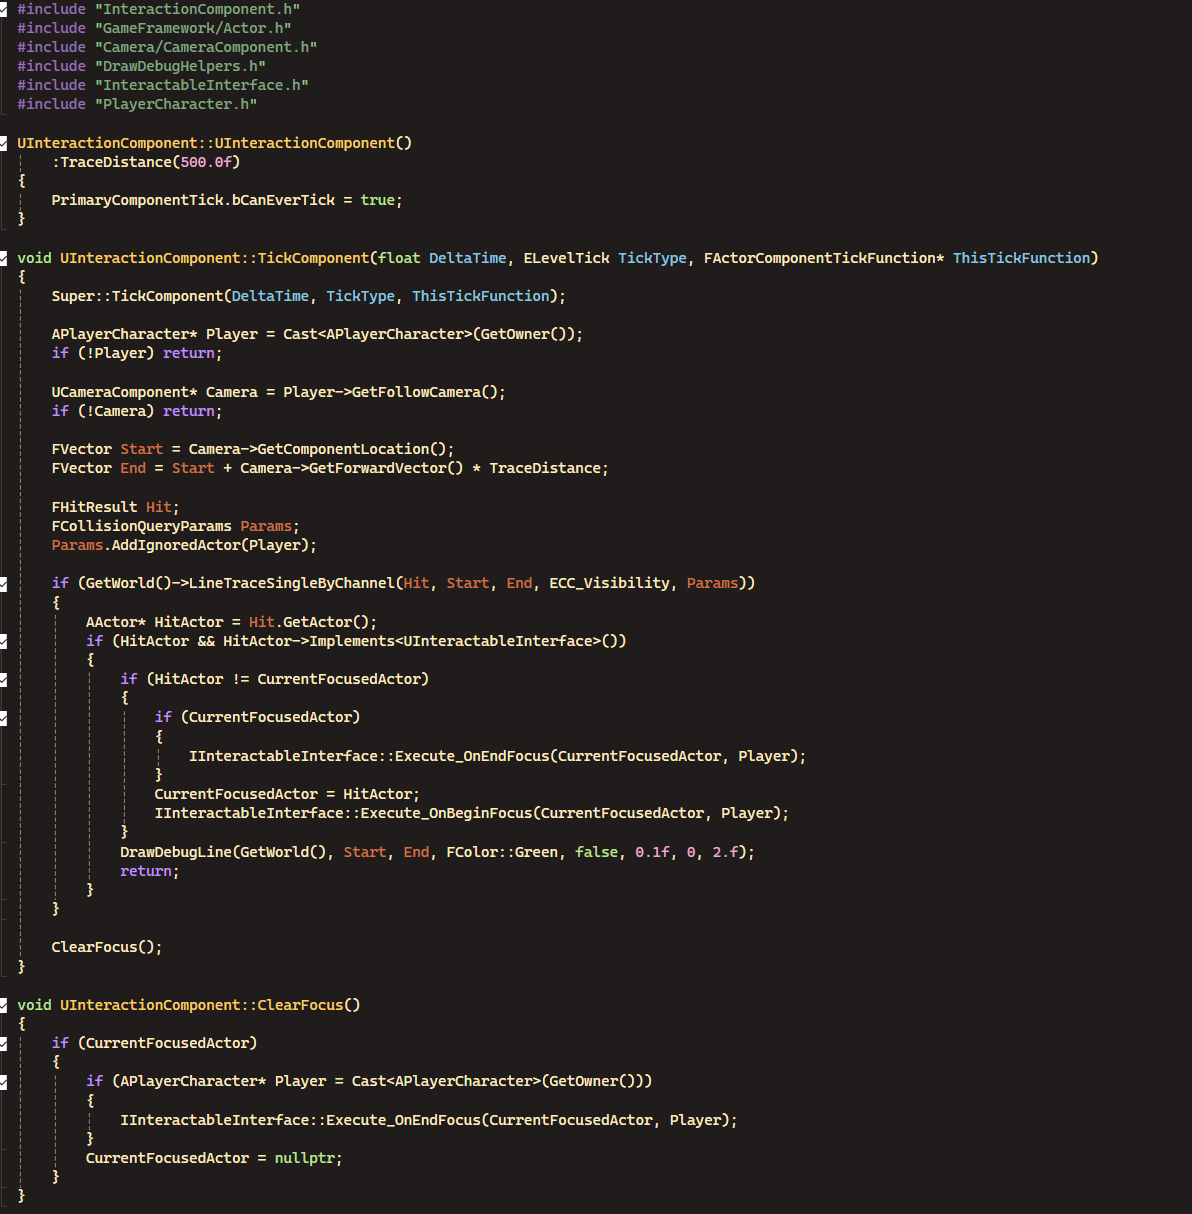 #include "InteractionComponent.h"
#include "GameFramework/Actor.h"
#include "Camera/CameraComponent.h"
#include "DrawDebugHelpers.h"
#include "InteractableInterface.h"
#include "PlayerCharacter.h"

UInteractionComponent::UInteractionComponent()
    :TraceDistance(500.0f)
{
    PrimaryComponentTick.bCanEverTick = true;
}

void UInteractionComponent::TickComponent(float DeltaTime, ELevelTick TickType, FActorComponentTickFunction* ThisTickFunction)
{
    Super::TickComponent(DeltaTime, TickType, ThisTickFunction);

    APlayerCharacter* Player = Cast<APlayerCharacter>(GetOwner());
    if (!Player) return;

    UCameraComponent* Camera = Player->GetFollowCamera();
    if (!Camera) return;

    FVector Start = Camera->GetComponentLocation();
    FVector End = Start + Camera->GetForwardVector() * TraceDistance;

    FHitResult Hit;
    FCollisionQueryParams Params;
    Params.AddIgnoredActor(Player);

    if (GetWorld()->LineTraceSingleByChannel(Hit, Start, End, ECC_Visibility, Params))
    {
        AActor* HitActor = Hit.GetActor();
        if (HitActor && HitActor->Implements<UInteractableInterface>())
        {
            if (HitActor != CurrentFocusedActor)
            {
                if (CurrentFocusedActor)
                {
                    IInteractableInterface::Execute_OnEndFocus(CurrentFocusedActor, Player);
                }
                CurrentFocusedActor = HitActor;
                IInteractableInterface::Execute_OnBeginFocus(CurrentFocusedActor, Player);
            }
            DrawDebugLine(GetWorld(), Start, End, FColor::Green, false, 0.1f, 0, 2.f);
            return;
        }
    }

    ClearFocus();
}

void UInteractionComponent::ClearFocus()
{
    if (CurrentFocusedActor)
    {
        if (APlayerCharacter* Player = Cast<APlayerCharacter>(GetOwner()))
        {
            IInteractableInterface::Execute_OnEndFocus(CurrentFocusedActor, Player);
        }
        CurrentFocusedActor = nullptr;
    }
}